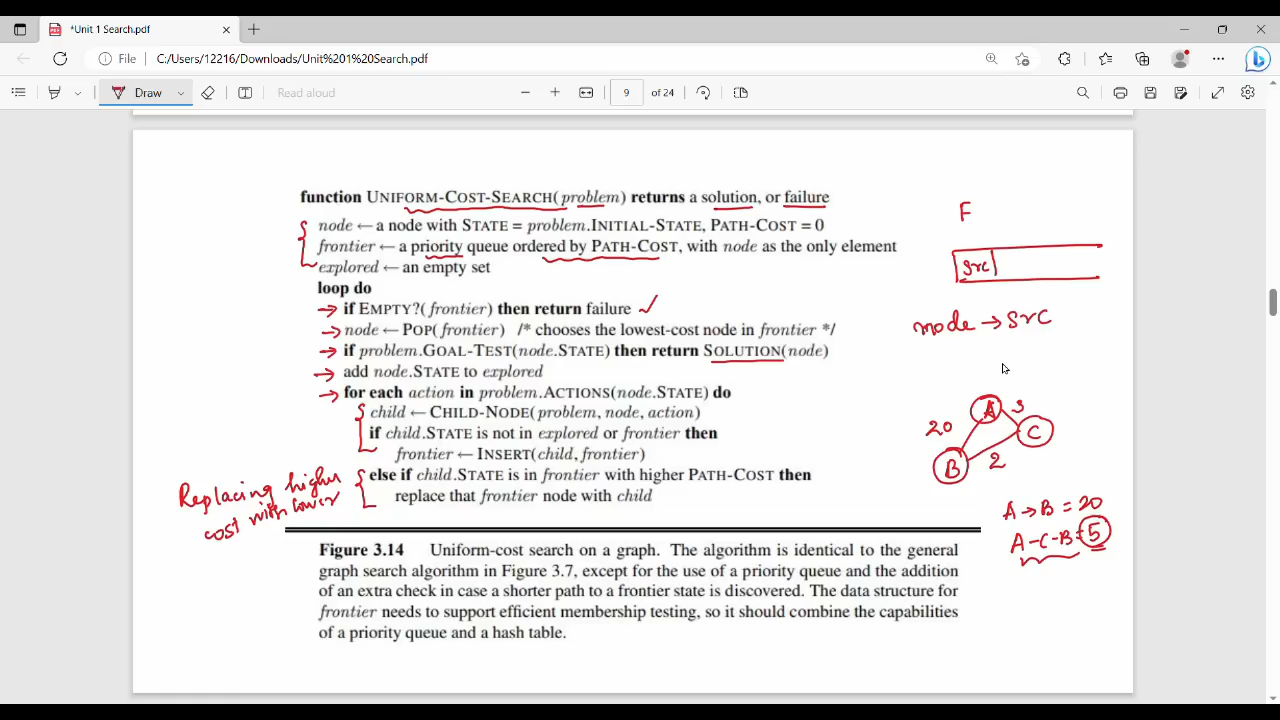 *Unit 1 Search.pdf
File C:/Users/12216/Downloads/Unit%201%20Search.pdf
Draw Read aloud 9 of 24
function UNIFORM-COST-SEARCH(problem) returns a solution, or failure
node ← a node with STATE = problem.INITIAL-STATE, PATH-COST = 0
frontier ← a priority queue ordered by PATH-COST, with node as the only element
explored ← an empty set
loop do
→ if EMPTY?(frontier) then return failure ✓
→ node ← POP(frontier) /* chooses the lowest-cost node in frontier */
→ if problem.GOAL-TEST(node.STATE) then return SOLUTION(node)
→ add node.STATE to explored
→ for each action in problem.ACTIONS(node.STATE) do
child ← CHILD-NODE(problem, node, action)
if child.STATE is not in explored or frontier then
frontier ← INSERT(child, frontier)
else if child.STATE is in frontier with higher PATH-COST then
replace that frontier node with child
Replacing higher
cost with lower
F
Src
node → Src
A 3
20 C
B 2
A → B = 20
A-C-B = 5
Figure 3.14 Uniform-cost search on a graph. The algorithm is identical to the general
graph search algorithm in Figure 3.7, except for the use of a priority queue and the addition
of an extra check in case a shorter path to a frontier state is discovered. The data structure for
frontier needs to support efficient membership testing, so it should combine the capabilities
of a priority queue and a hash table.